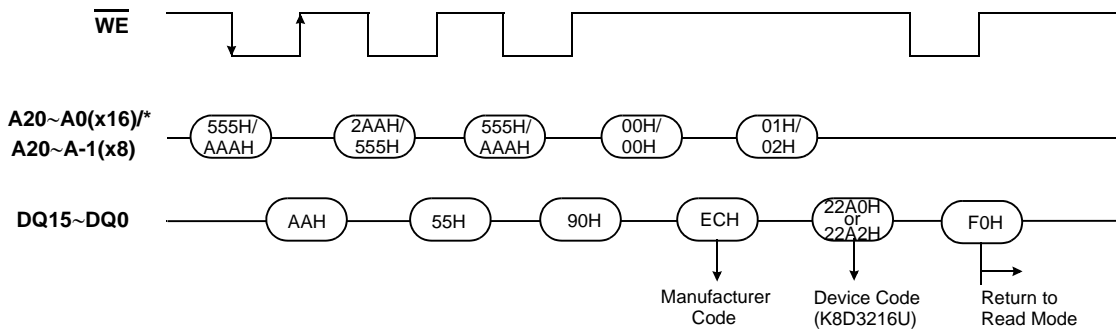 WE
A20~A0(x16)/*
A20~A-1(x8)
555H/
AAAH
2AAH/
555H
555H/
AAAH
00H/
00H
01H/
02H
DQ15~DQ0
AAH
55H
90H
ECH
22A0H
or
22A2H
F0H
Manufacturer
Code
Device Code
(K8D3216U)
Return to
Read Mode